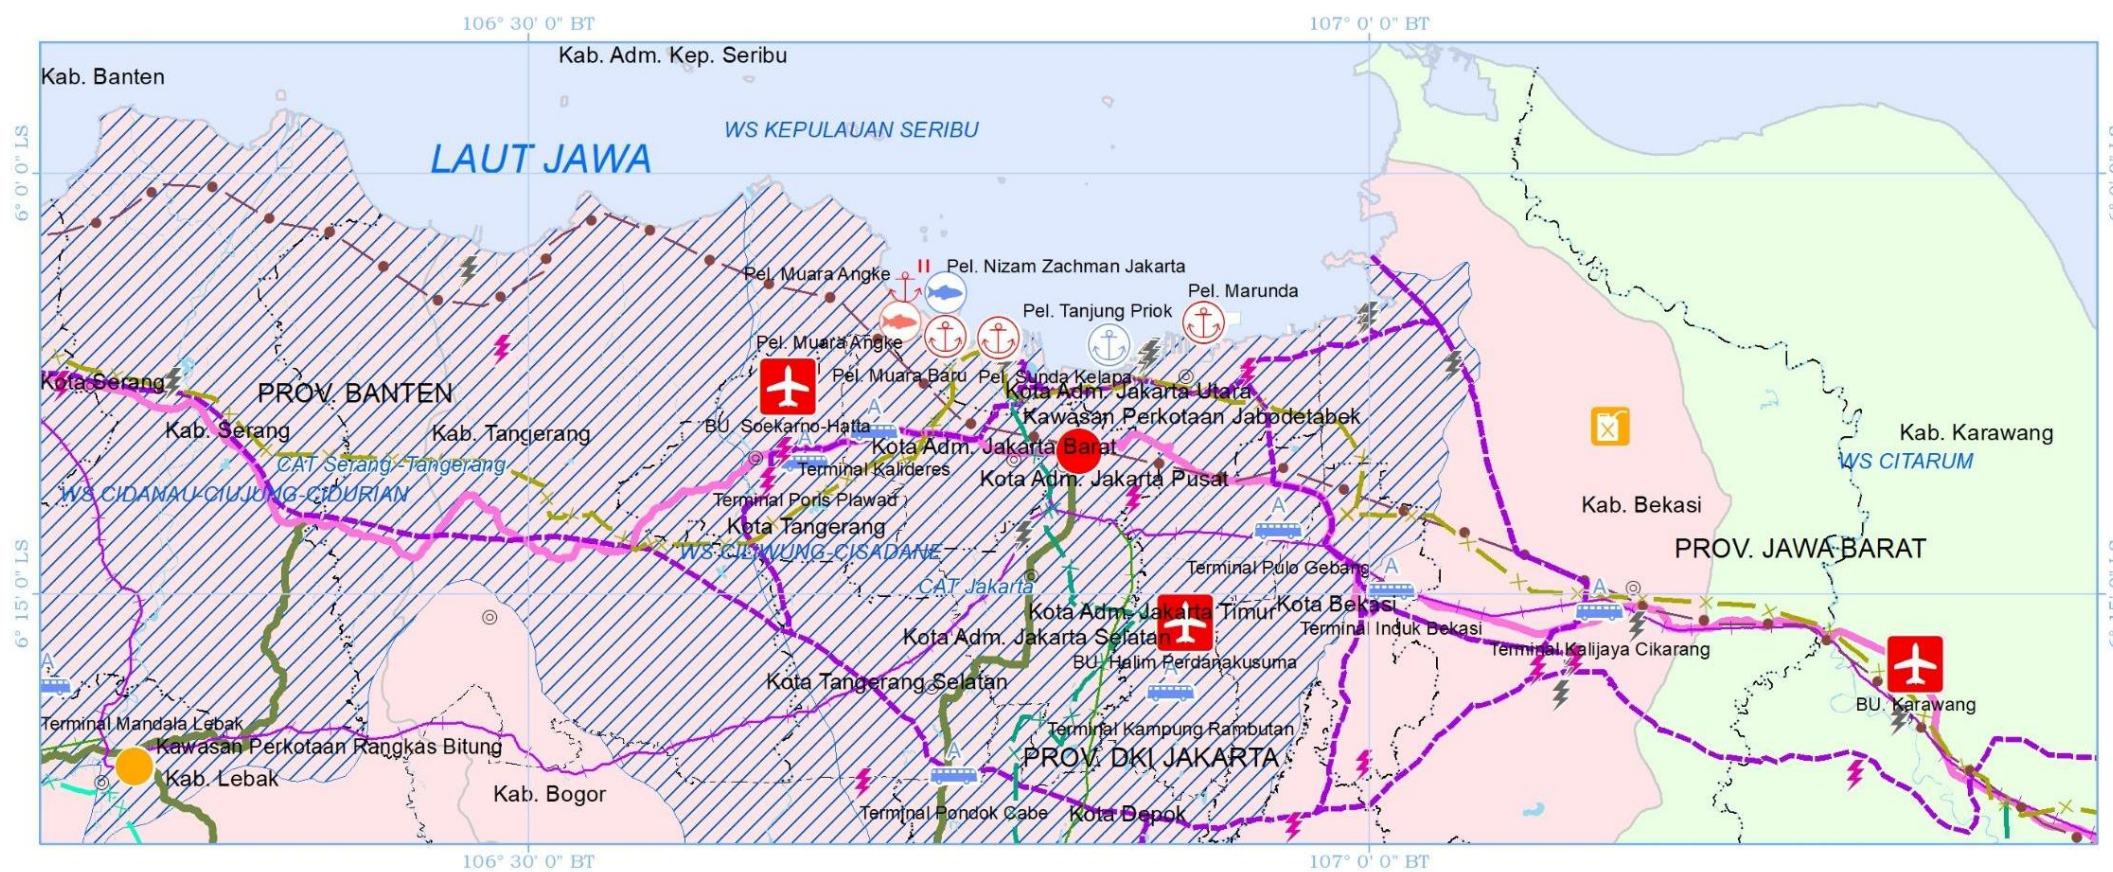 106° 30' 0" BT
107° 0' 0" BT
Kab. Adm. Kep. Seribu
Kab. Banten
WS KEPULAUAN SERIBU
LAUT JAWA
6° 0' 0" LS
Pel. Muara Angke
II
Pel. Nizam Zachman Jakarta
Pel. Marunda
Pel. Tanjung Priok
Pel. Muara Angke
Pel. Muara Baru
Pel. Sunda Kelapa
Kota Serang
PROV. BANTEN
Kota Adm. Jakarta Utara
A
Kawasan Perkotaan Jabodetabek
BU. Soekarno-Hatta
Kab. Serang
Kab. Tangerang
A
Kota Adm. Jakarta Barat
Kab. Karawang
CAT Serang -Tangerang
Terminal Kalideres
WS CITARUM
Kota Adm. Jakarta Pusat
WS CIDANAU-CIUJUNG-CIDURIAN
Terminal Poris Plawad
A
Kab. Bekasi
Kota Tangerang
WS CILIWUNG-CISADANE
PROV. JAWA BARAT
Terminal Pulo Gebang
A
CAT Jakarta
A
6° 15' 0" LS
Kota Adm. Jakarta Timur
Kota Bekasi
Terminal Induk Bekasi
Kota Adm. Jakarta Selatan
Terminal Kalijaya Cikarang
A
BU. Halim Perdanakusuma
A
Kota Tangerang Selatan
BU. Karawang
Terminal Mandala Lebak
Terminal Kampung Rambutan
Kawasan Perkotaan Rangkas Bitung
A
PROV. DKI JAKARTA
Kab. Lebak
Kab. Bogor
Terminal Pondok Cabe
Kota Depok
106° 30' 0" BT
107° 0' 0" BT